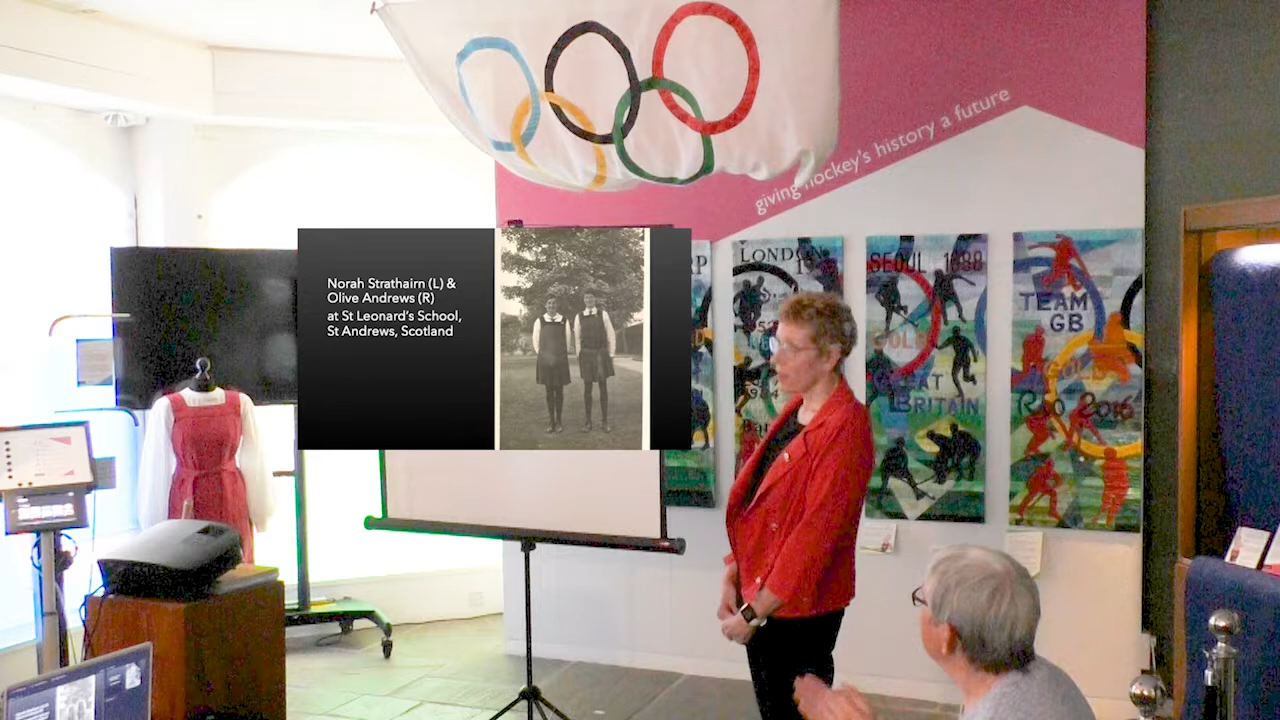 giving hockey's history a future
Norah Strathairn (L) &
Olive Andrews (R)
at St Leonard's School,
St Andrews, Scotland
LONDON
SEOUL 1988
GOLD
GREAT
BRITAIN
TEAM
GB
GOLD
RIO 2016